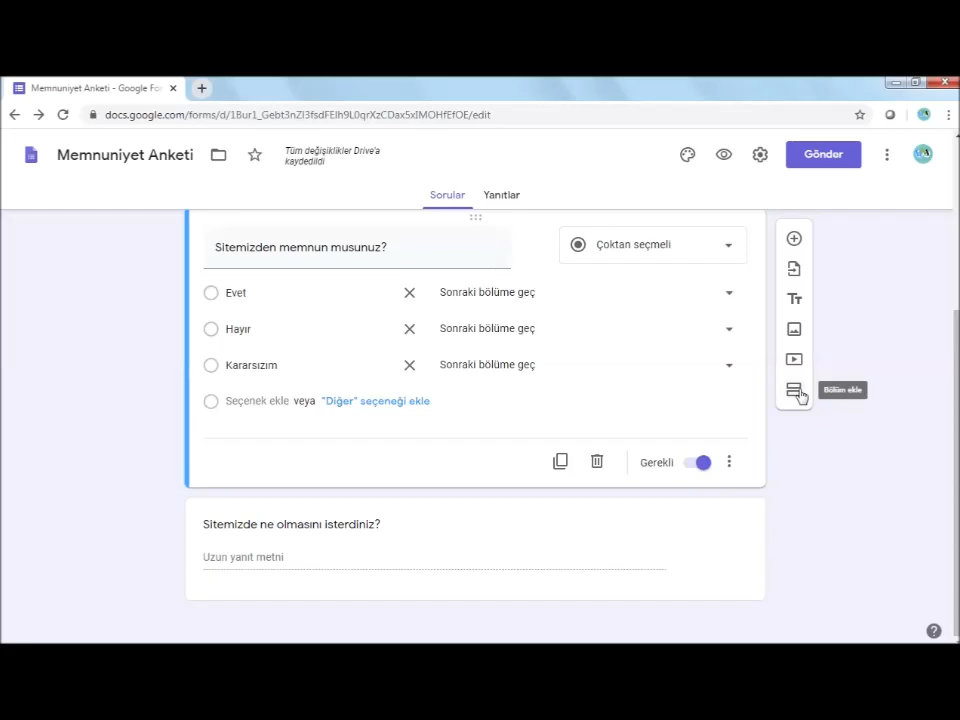 Memnuniyet Anketi - Google For
docs.google.com/forms/d/1Bur1_Gebt3nZl3fsdFElh9L0qrXzCDax5xIMOHfEfOE/edit
Memnuniyet Anketi
Tüm değişiklikler Drive'a
kaydedildi
Gönder
Sorular Yanıtlar
Sitemizden memnun musunuz?
Çoktan seçmeli
Evet Sonraki bölüme geç
Hayır Sonraki bölüme geç
Kararsızım Sonraki bölüme geç
Seçenek ekle veya "Diğer" seçeneği ekle
Bölüm ekle
Gerekli
Sitemizde ne olmasını isterdiniz?
Uzun yanıt metni